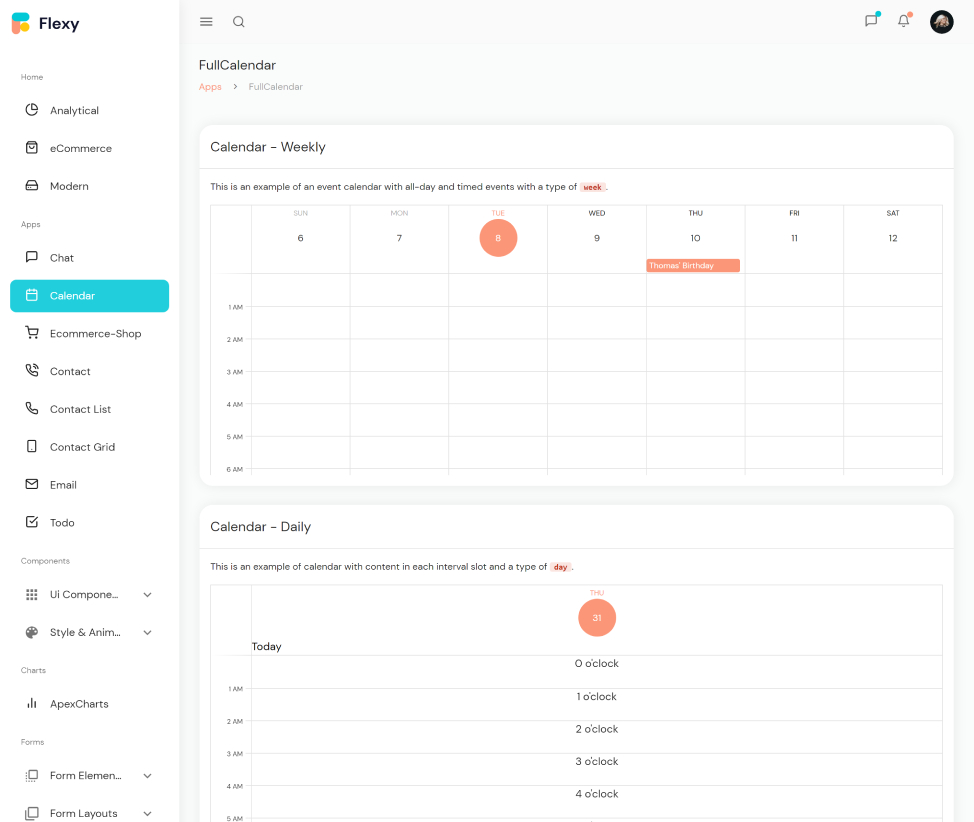 Flexy
Home
Analytical
eCommerce
Modern
Apps
Chat
Calendar
Ecommerce-Shop
Contact
Contact List
Contact Grid
Email
Todo
Components
Ui Compone...
Style & Anim...
Charts
ApexCharts
Forms
Form Elemen...
Form Layouts
FullCalendar
Apps > FullCalendar
Calendar - Weekly
This is an example of an event calendar with all-day and timed events with a type of week.
SUN MON TUE WED THU FRI SAT
6 7 8 9 10 11 12
Thomas' Birthday
1 AM
2 AM
3 AM
4 AM
5 AM
6 AM
Calendar - Daily
This is an example of calendar with content in each interval slot and a type of day.
THU
31
Today
0 o'clock
1 AM 1 o'clock
2 AM 2 o'clock
3 AM 3 o'clock
4 AM 4 o'clock
5 AM